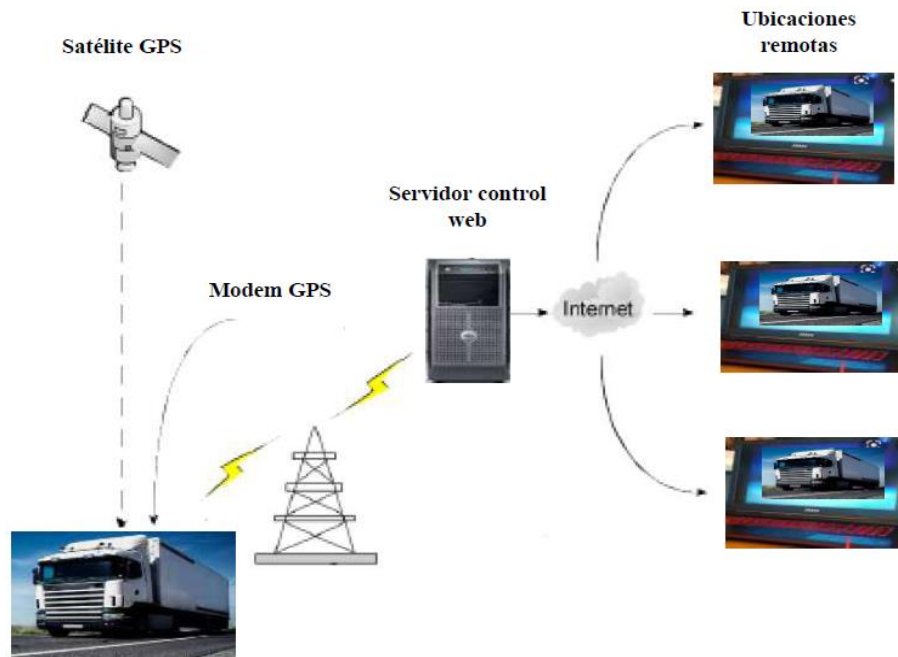 Ubicaciones
remotas
Satélite GPS
Servidor control
web
Modem GPS
Internet